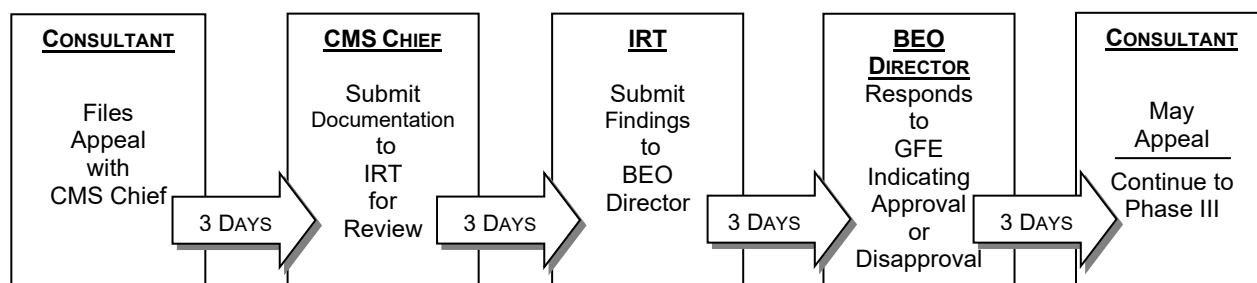 CONSULTANT
Files
Appeal
with
CMS Chief
3 DAYS
CMS CHIEF
Submit
Documentation
to
IRT
for
Review
3 DAYS
IRT
Submit
Findings
to
BEO
Director
3 DAYS
BEO
DIRECTOR
Responds
to
GFE
Indicating
Approval
or
Disapproval
3 DAYS
CONSULTANT
May
Appeal
Continue to
Phase III